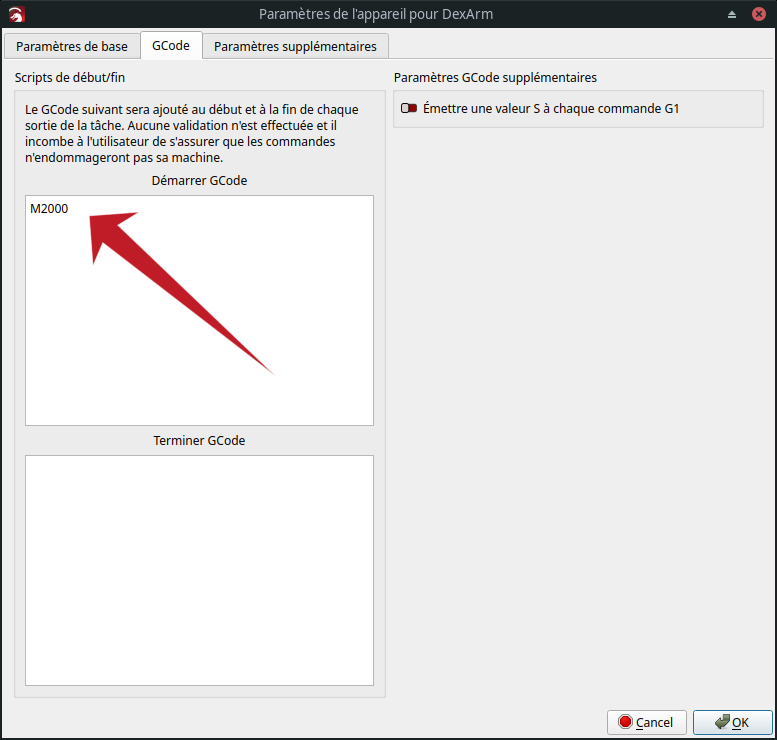 Paramètres de l'appareil pour DexArm
Paramètres de base
GCode
Paramètres supplémentaires
Scripts de début/fin
Le GCode suivant sera ajouté au début et à la fin de chaque
sortie de la tâche. Aucune validation n'est effectuée et il
incombe à l'utilisateur de s'assurer que les commandes
n'endommageront pas sa machine.
Démarrer GCode
M2000
Terminer GCode
Paramètres GCode supplémentaires
Émettre une valeur S à chaque commande G1
Cancel
OK